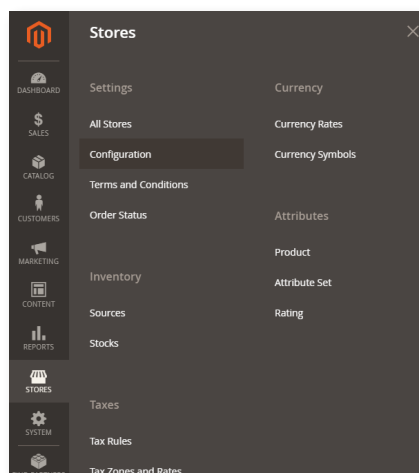 Stores
DASHBOARD
SALES
CATALOG
CUSTOMERS
MARKETING
CONTENT
REPORTS
STORES
SYSTEM
Settings
All Stores
Configuration
Terms and Conditions
Order Status
Inventory
Sources
Stocks
Taxes
Tax Rules
Tax Zones and Rates
Currency
Currency Rates
Currency Symbols
Attributes
Product
Attribute Set
Rating